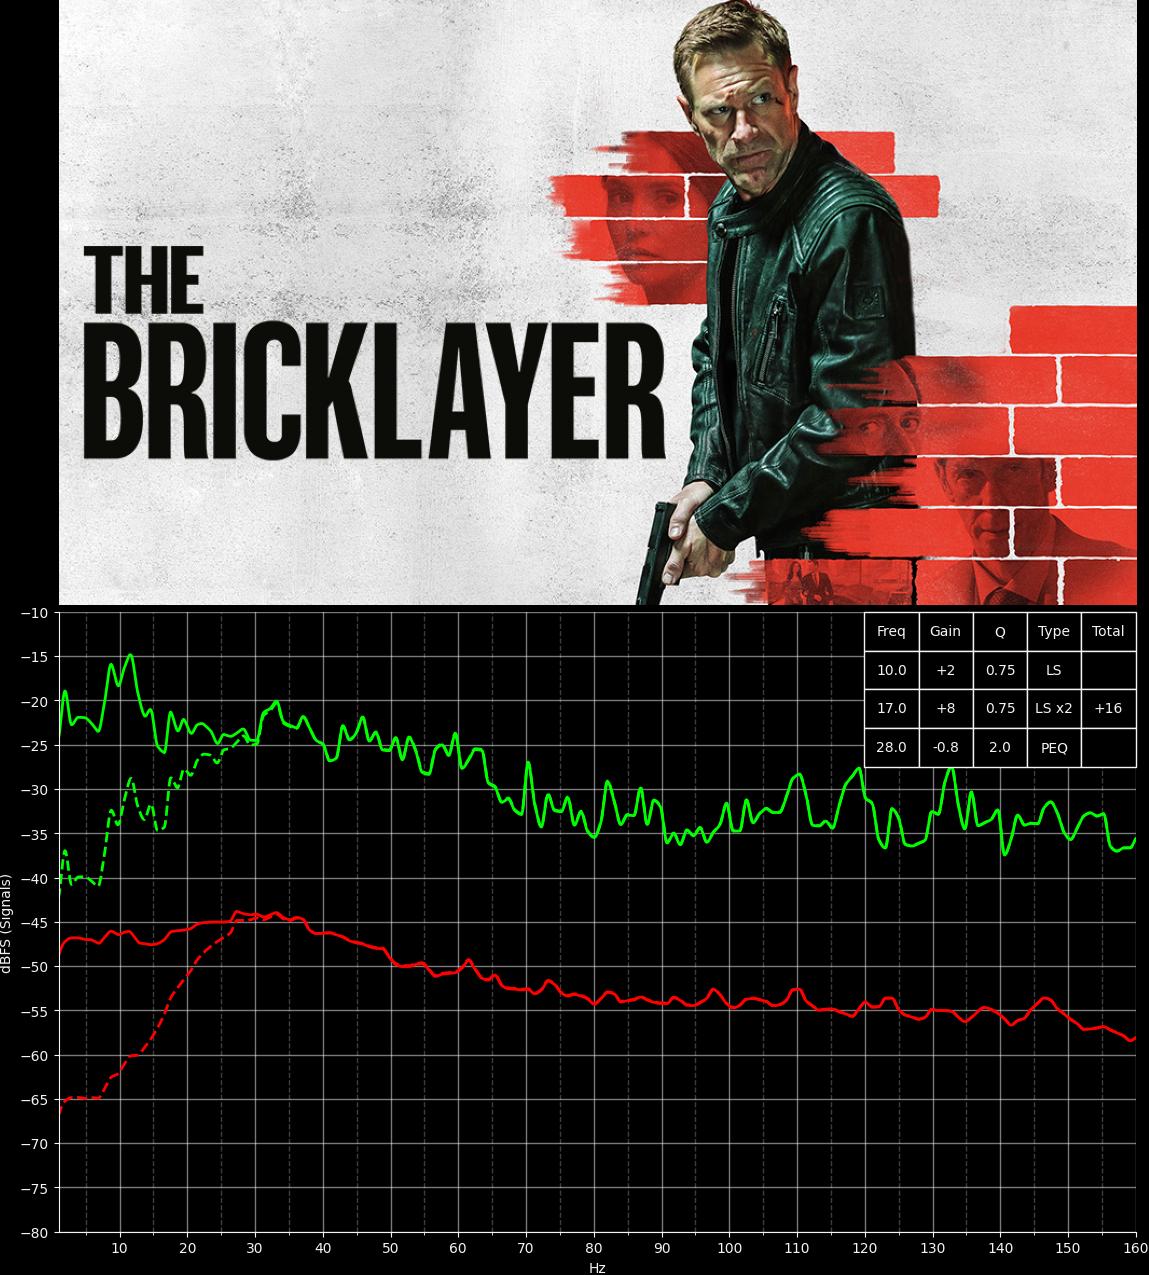 THE
BRICKLAYER
Freq Gain Q Type Total
10.0 +2 0.75 LS
17.0 +8 0.75 LS x2 +16
28.0 -0.8 2.0 PEQ
−10
−15
−20
−25
−30
−35
−40
−45
−50
−55
−60
−65
−70
−75
−80
dBFS (Signals)
10 20 30 40 50 60 70 80 90 100 110 120 130 140 150 160
Hz